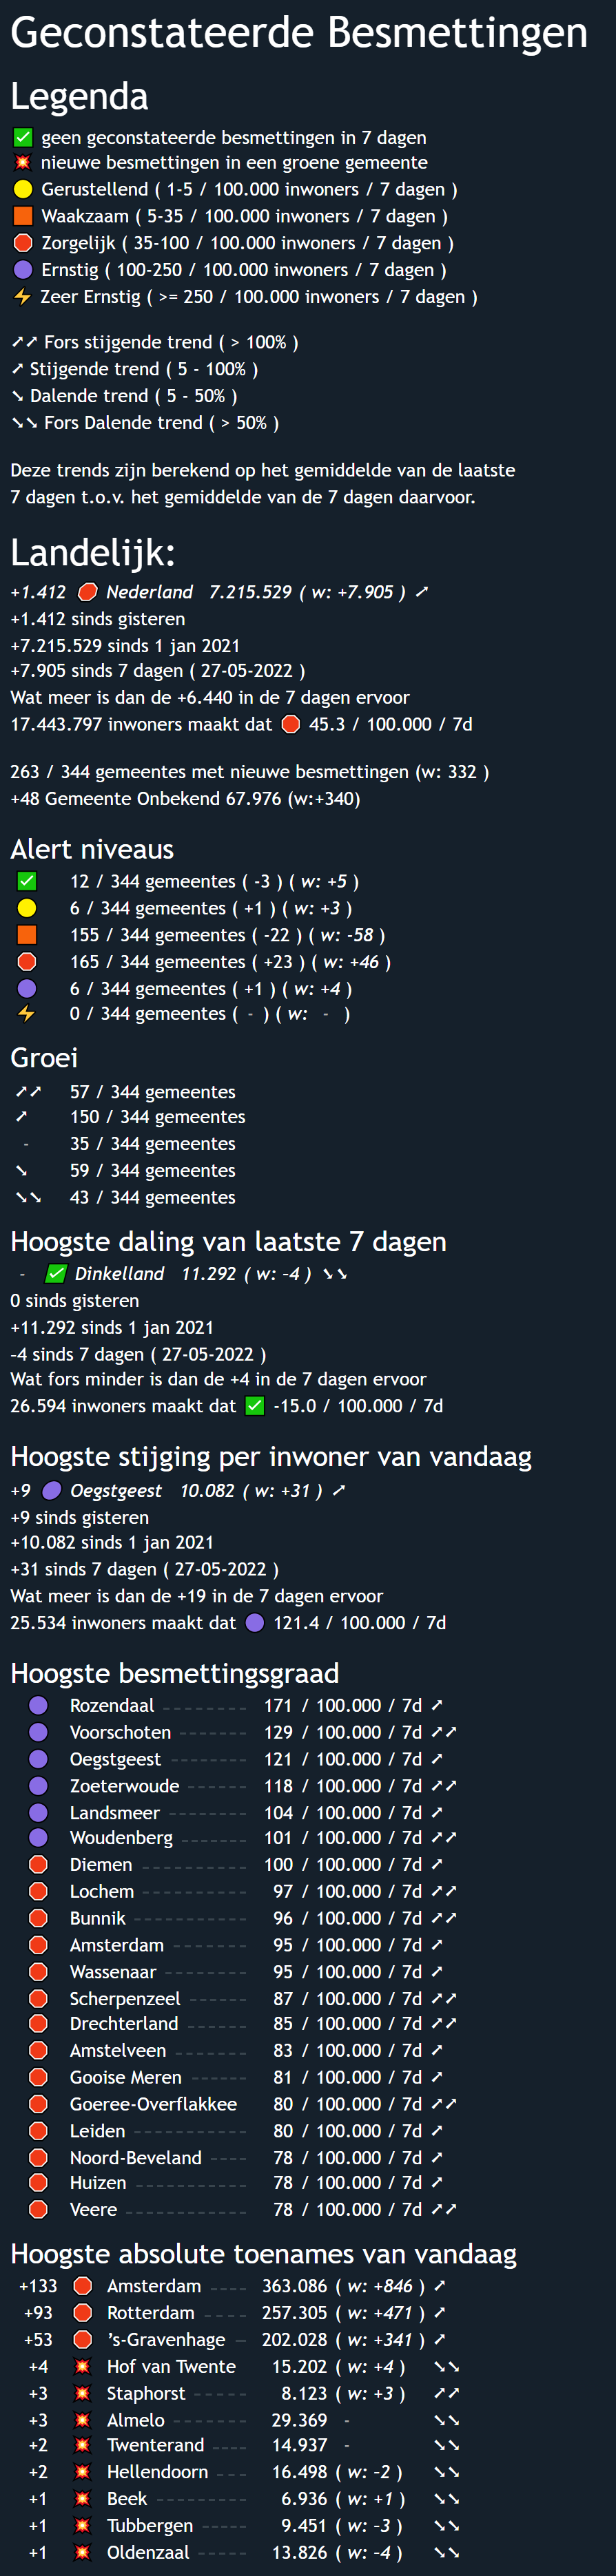 Geconstateerde Besmettingen
Legenda
✅ geen geconstateerde besmettingen in 7 dagen
💥 nieuwe besmettingen in een groene gemeente
🟡 Gerustellend ( 1-5 / 100.000 inwoners / 7 dagen )
🟧 Waakzaam ( 5-35 / 100.000 inwoners / 7 dagen )
🛑 Zorgelijk ( 35-100 / 100.000 inwoners / 7 dagen )
🟣 Ernstig ( 100-250 / 100.000 inwoners / 7 dagen )
⚡ Zeer Ernstig ( >= 250 / 100.000 inwoners / 7 dagen )
➚➚ Fors stijgende trend ( > 100% )
➚ Stijgende trend ( 5 - 100% )
➘ Dalende trend ( 5 - 50% )
➘➘ Fors Dalende trend ( > 50% )
Deze trends zijn berekend op het gemiddelde van de laatste
7 dagen t.o.v. het gemiddelde van de 7 dagen daarvoor.
Landelijk:
+1.412 🛑 Nederland 7.215.529 ( w: +7.905 ) ➚
+1.412 sinds gisteren
+7.215.529 sinds 1 jan 2021
+7.905 sinds 7 dagen ( 27-05-2022 )
Wat meer is dan de +6.440 in de 7 dagen ervoor
17.443.797 inwoners maakt dat 🛑 45.3 / 100.000 / 7d
263 / 344 gemeentes met nieuwe besmettingen (w: 332 )
+48 Gemeente Onbekend 67.976 (w:+340)
Alert niveaus
✅ 12 / 344 gemeentes ( -3 ) ( w: +5 )
🟡 6 / 344 gemeentes ( +1 ) ( w: +3 )
🟧 155 / 344 gemeentes ( -22 ) ( w: -58 )
🛑 165 / 344 gemeentes ( +23 ) ( w: +46 )
🟣 6 / 344 gemeentes ( +1 ) ( w: +4 )
⚡ 0 / 344 gemeentes ( - ) ( w: - )
Groei
➚➚ 57 / 344 gemeentes
➚ 150 / 344 gemeentes
- 35 / 344 gemeentes
➘ 59 / 344 gemeentes
➘➘ 43 / 344 gemeentes
Hoogste daling van laatste 7 dagen
- ✅ Dinkelland 11.292 ( w: -4 ) ➘➘
0 sinds gisteren
+11.292 sinds 1 jan 2021
-4 sinds 7 dagen ( 27-05-2022 )
Wat fors minder is dan de +4 in de 7 dagen ervoor
26.594 inwoners maakt dat ✅ -15.0 / 100.000 / 7d
Hoogste stijging per inwoner van vandaag
+9 🟣 Oegstgeest 10.082 ( w: +31 ) ➚
+9 sinds gisteren
+10.082 sinds 1 jan 2021
+31 sinds 7 dagen ( 27-05-2022 )
Wat meer is dan de +19 in de 7 dagen ervoor
25.534 inwoners maakt dat 🟣 121.4 / 100.000 / 7d
Hoogste besmettingsgraad
🟣 Rozendaal 171 / 100.000 / 7d ➚
🟣 Voorschoten 129 / 100.000 / 7d ➚➚
🟣 Oegstgeest 121 / 100.000 / 7d ➚
🟣 Zoeterwoude 118 / 100.000 / 7d ➚➚
🟣 Landsmeer 104 / 100.000 / 7d ➚
🟣 Woudenberg 101 / 100.000 / 7d ➚➚
🛑 Diemen 100 / 100.000 / 7d ➚
🛑 Lochem 97 / 100.000 / 7d ➚➚
🛑 Bunnik 96 / 100.000 / 7d ➚➚
🛑 Amsterdam 95 / 100.000 / 7d ➚
🛑 Wassenaar 95 / 100.000 / 7d ➚
🛑 Scherpenzeel 87 / 100.000 / 7d ➚➚
🛑 Drechterland 85 / 100.000 / 7d ➚➚
🛑 Amstelveen 83 / 100.000 / 7d ➚
🛑 Gooise Meren 81 / 100.000 / 7d ➚
🛑 Goeree-Overflakkee 80 / 100.000 / 7d ➚➚
🛑 Leiden 80 / 100.000 / 7d ➚
🛑 Noord-Beveland 78 / 100.000 / 7d ➚
🛑 Huizen 78 / 100.000 / 7d ➚
🛑 Veere 78 / 100.000 / 7d ➚➚
Hoogste absolute toenames van vandaag
+133 🛑 Amsterdam 363.086 ( w: +846 ) ➚
+93 🛑 Rotterdam 257.305 ( w: +471 ) ➚
+53 🛑 's-Gravenhage 202.028 ( w: +341 ) ➚
+4 💥 Hof van Twente 15.202 ( w: +4 ) ➘➘
+3 💥 Staphorst 8.123 ( w: +3 ) ➚➚
+3 💥 Almelo 29.369 - ➘➘
+2 💥 Twenterand 14.937 - ➘➘
+2 💥 Hellendoorn 16.498 ( w: -2 ) ➘➘
+1 💥 Beek 6.936 ( w: +1 ) ➘➘
+1 💥 Tubbergen 9.451 ( w: -3 ) ➘➘
+1 💥 Oldenzaal 13.826 ( w: -4 ) ➘➘